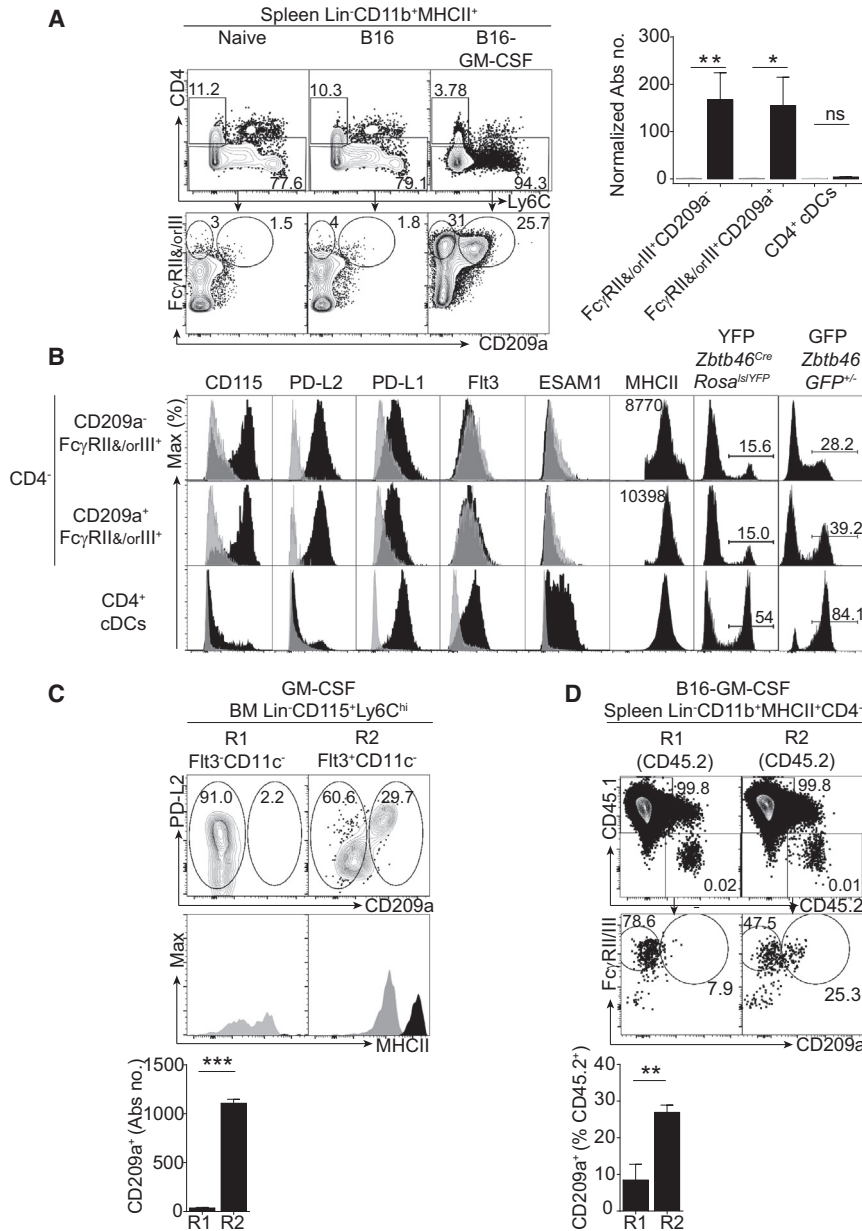 A
Spleen Lin-CD11b+MHCII+
Naive
B16
B16-
GM-CSF
CD4
11.2
77.6
10.3
79.1
3.78
94.3
Ly6C
FcγRII&/orIII
3
1.5
4
1.8
31
25.7
CD209a
Normalized Abs no.
300
200
100
0
**
*
ns
FcγRII&/orIII+CD209a-
FcγRII&/orIII+CD209a+
CD4+ cDCs
B
CD115
PD-L2
PD-L1
Flt3
ESAM1
MHCII
YFP
Zbtb46Cre
RosalslYFP
GFP
Zbtb46
GFP+/-
Max (%)
CD4-
CD209a-
FcγRII&/orIII+
8770
15.6
28.2
CD209a+
FcγRII&/orIII+
10398
15.0
39.2
CD4+
cDCs
54
84.1
C
GM-CSF
BM Lin-CD115+Ly6Chi
R1
Flt3-CD11c-
R2
Flt3+CD11c-
PD-L2
91.0
2.2
60.6
29.7
CD209a
Max
MHCII
CD209a+ (Abs no.)
1500
1000
500
0
***
R1
R2
D
B16-GM-CSF
Spleen Lin-CD11b+MHCII+CD4-
R1
(CD45.2)
R2
(CD45.2)
CD45.1
99.8
0.02
99.8
0.01
-
CD45.2
FcγRII/III
78.6
7.9
47.5
25.3
CD209a
CD209a+ (% CD45.2+)
40
30
20
10
0
**
R1
R2